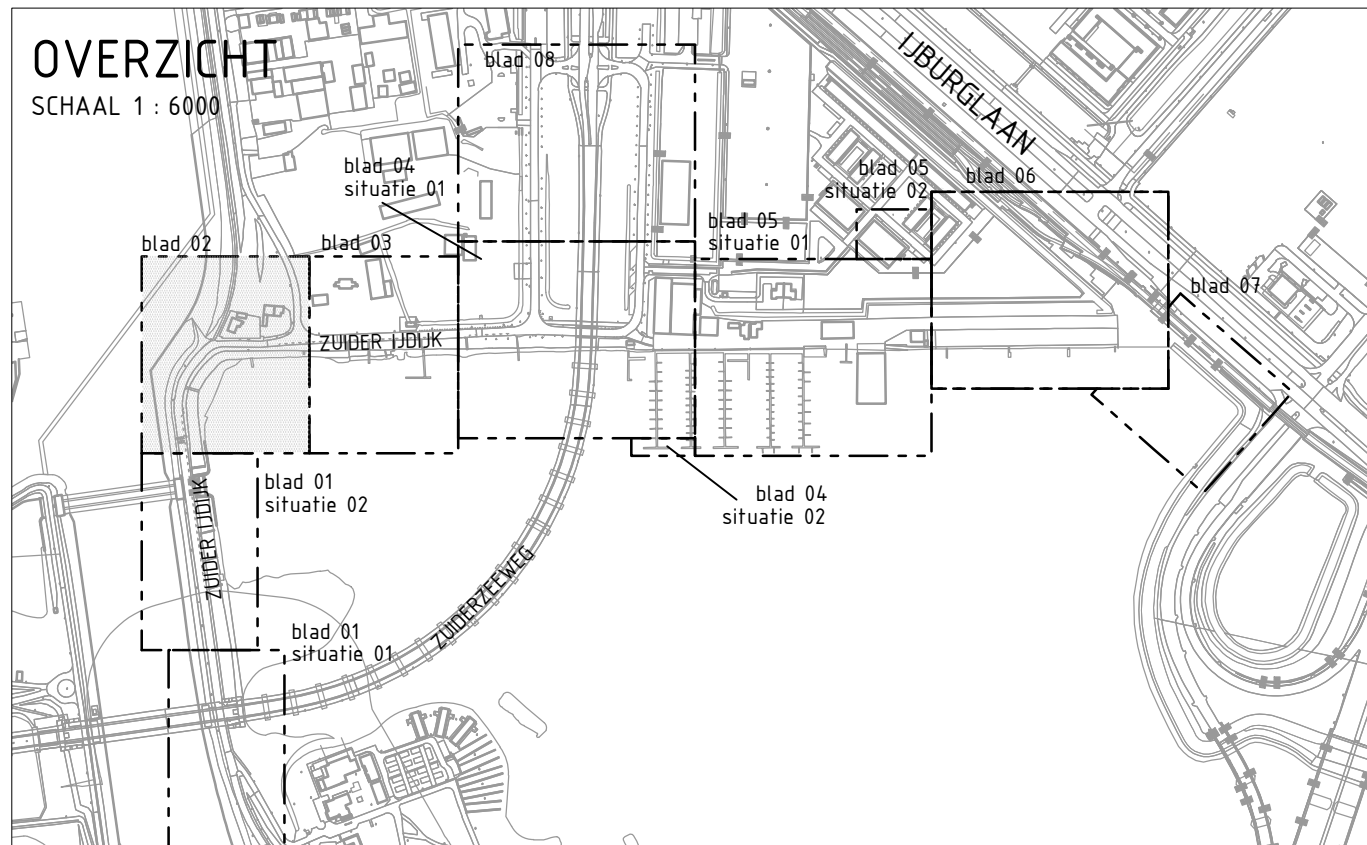 OVERZICHT
SCHAAL 1 : 6000
blad 08
IJBURGLAAN
blad 04
situatie 01
blad 05
situatie 02
blad 06
blad 02
blad 03
blad 05
situatie 01
blad 07
ZUIDER IJDIJK
blad 01
situatie 02
blad 04
situatie 02
ZUIDER IJDIJK
ZUIDERZEEWEG
blad 01
situatie 01